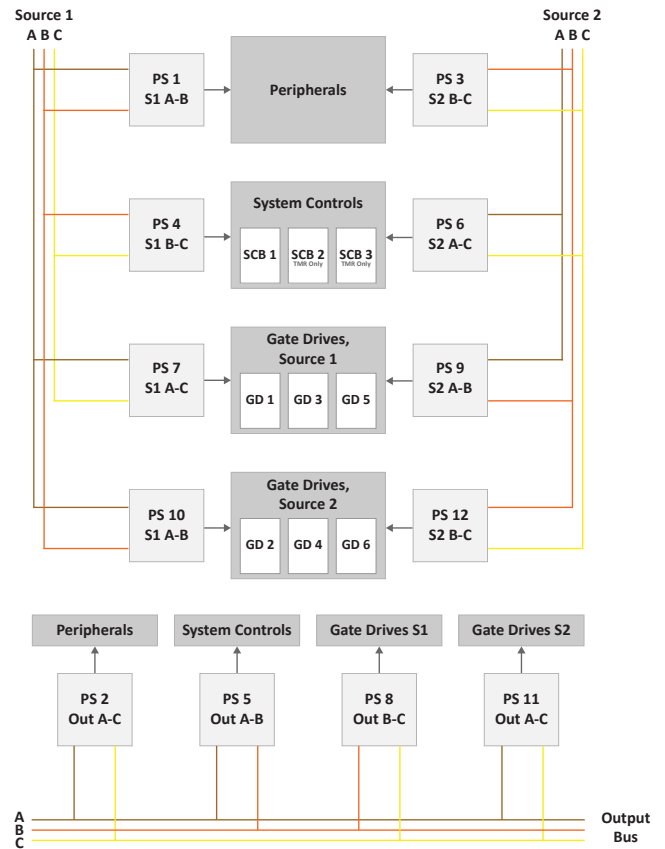 Source 1
A B C
Source 2
A B C
PS 1
S1 A-B
Peripherals
PS 3
S2 B-C
PS 4
S1 B-C
System Controls
SCB 1
SCB 2
TMR Only
SCB 3
TMR Only
PS 6
S2 A-C
PS 7
S1 A-C
Gate Drives,
Source 1
GD 1
GD 3
GD 5
PS 9
S2 A-B
PS 10
S1 A-B
Gate Drives,
Source 2
GD 2
GD 4
GD 6
PS 12
S2 B-C
Peripherals
System Controls
Gate Drives S1
Gate Drives S2
PS 2
Out A-C
PS 5
Out A-B
PS 8
Out B-C
PS 11
Out A-C
A
B
C
Output
Bus